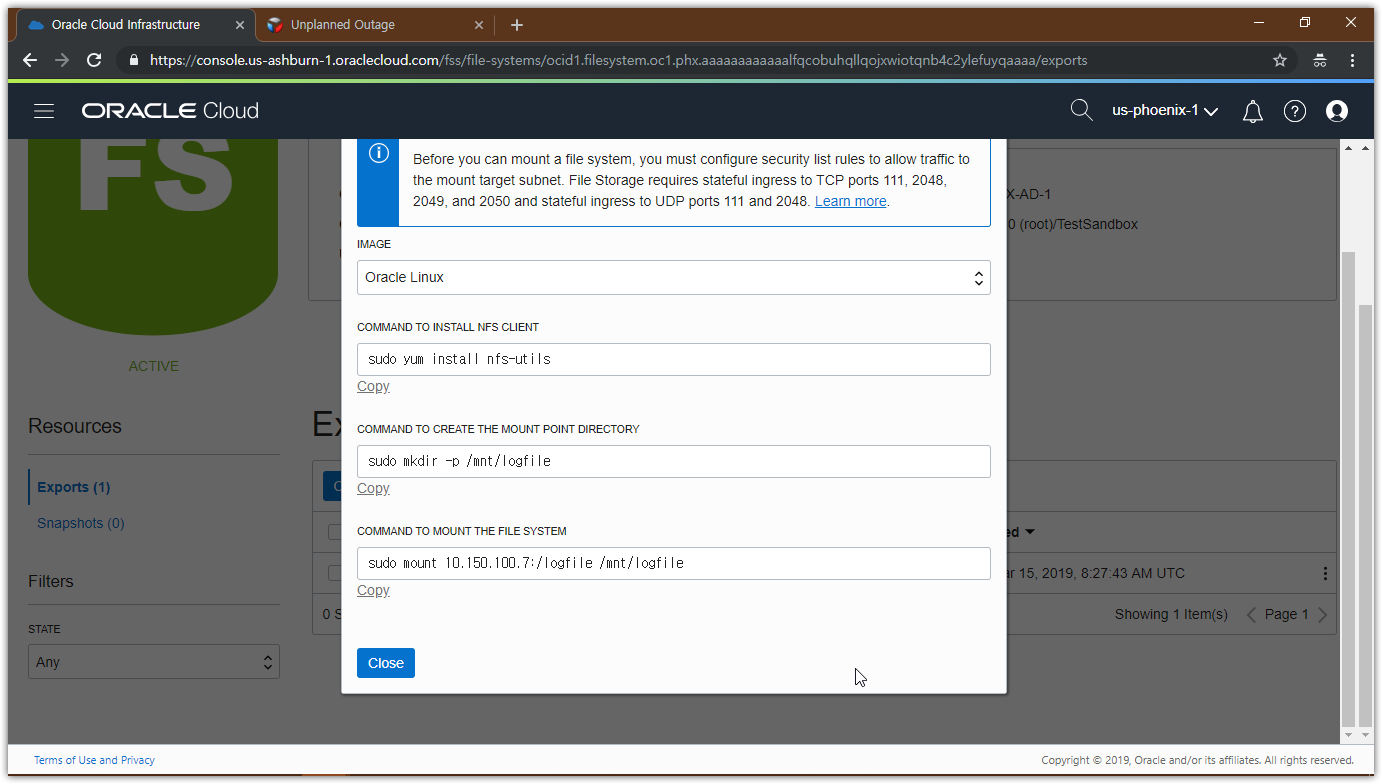 Oracle Cloud Infrastructure
Unplanned Outage
https://console.us-ashburn-1.oraclecloud.com/fss/file-systems/ocid1.filesystem.oc1.phx.aaaaaaaaaaaalfqcobuhqllqojxwiotqnb4c2ylefuyqaaaa/exports
ORACLE Cloud
us-phoenix-1
FS
ACTIVE
Resources
Exports (1)
Snapshots (0)
Filters
STATE
Any
Before you can mount a file system, you must configure security list rules to allow traffic to
the mount target subnet. File Storage requires stateful ingress to TCP ports 111, 2048,
2049, and 2050 and stateful ingress to UDP ports 111 and 2048. Learn more.
IMAGE
Oracle Linux
COMMAND TO INSTALL NFS CLIENT
sudo yum install nfs-utils
Copy
COMMAND TO CREATE THE MOUNT POINT DIRECTORY
sudo mkdir -p /mnt/logfile
Copy
COMMAND TO MOUNT THE FILE SYSTEM
sudo mount 10.150.100.7:/logfile /mnt/logfile
Copy
Close
X-AD-1
0 (root)/TestSandbox
Ex
ed
ar 15, 2019, 8:27:43 AM UTC
0 S
Showing 1 Item(s) Page 1
Terms of Use and Privacy
Copyright © 2019, Oracle and/or its affiliates. All rights reserved.